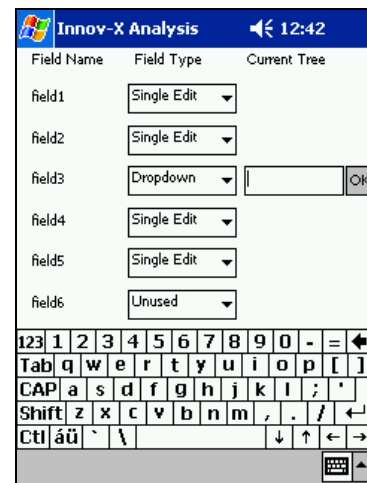 Innov-X Analysis 12:42
Field Name Field Type Current Tree
field1 Single Edit
field2 Single Edit
field3 Dropdown OK
field4 Single Edit
field5 Single Edit
field6 Unused
123 1 2 3 4 5 6 7 8 9 0 - =
Tab q w e r t y u i o p [ ]
CAP a s d f g h j k l ; '
Shift z x c v b n m , . /
Ctl áü ` \